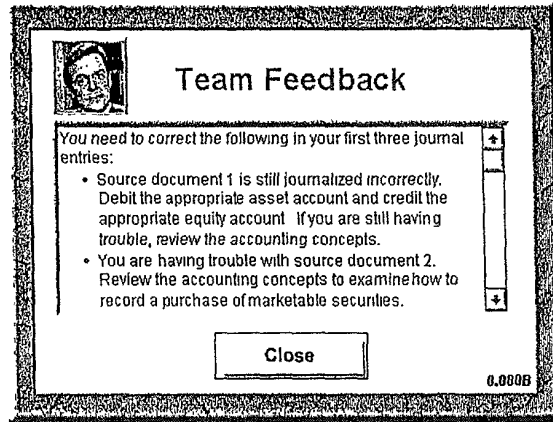 Team Feedback
You need to correct the following in your first three journal
entries:
• Source document 1 is still journalized incorrectly.
Debit the appropriate asset account and credit the
appropriate equity account If you are still having
trouble, review the accounting concepts.
• You are having trouble with source document 2.
Review the accounting concepts to examine how to
record a purchase of marketable securities.
Close
0.080B